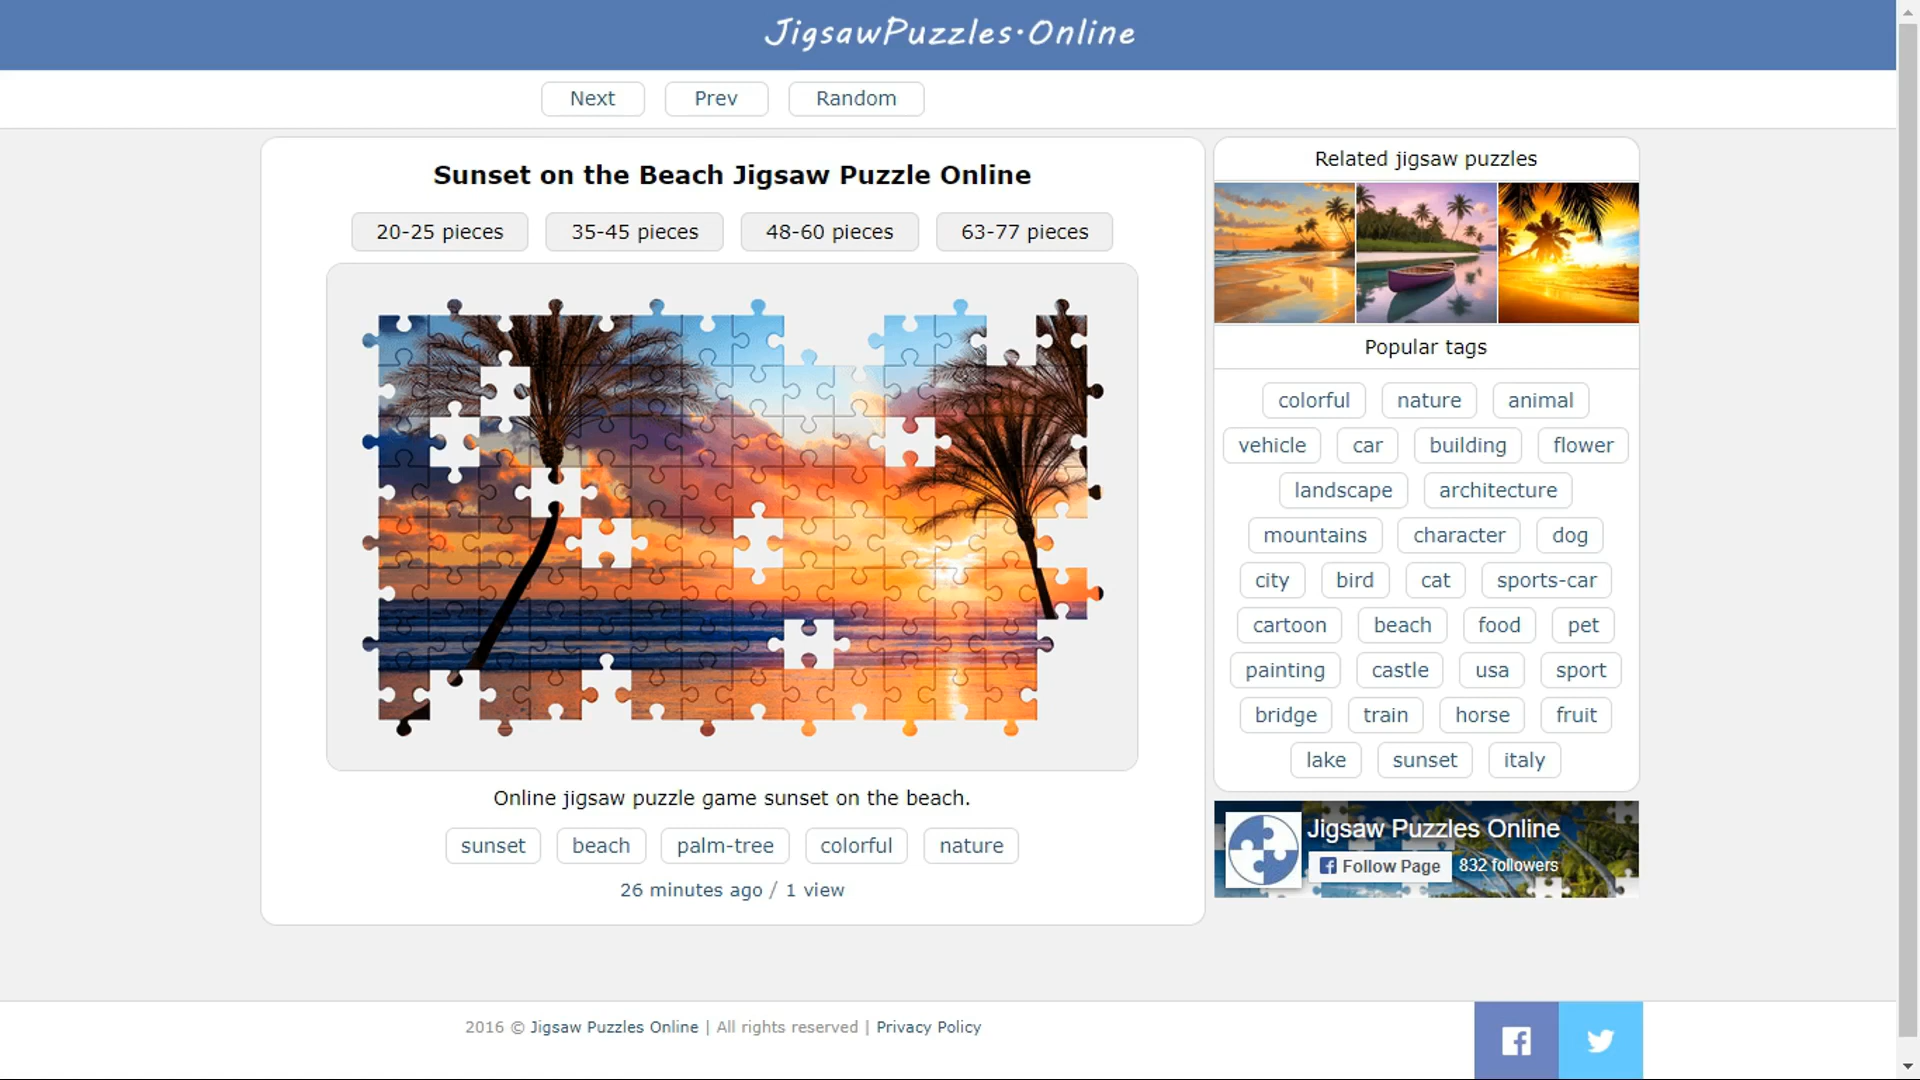 JigsawPuzzles·Online
Next Prev Random
Sunset on the Beach Jigsaw Puzzle Online
20-25 pieces 35-45 pieces 48-60 pieces 63-77 pieces
Online jigsaw puzzle game sunset on the beach.
sunset beach palm-tree colorful nature
26 minutes ago / 1 view
Related jigsaw puzzles
Popular tags
colorful nature animal
vehicle car building flower
landscape architecture
mountains character dog
city bird cat sports-car
cartoon beach food pet
painting castle usa sport
bridge train horse fruit
lake sunset italy
Jigsaw Puzzles Online
Follow Page 832 followers
2016 © Jigsaw Puzzles Online | All rights reserved | Privacy Policy